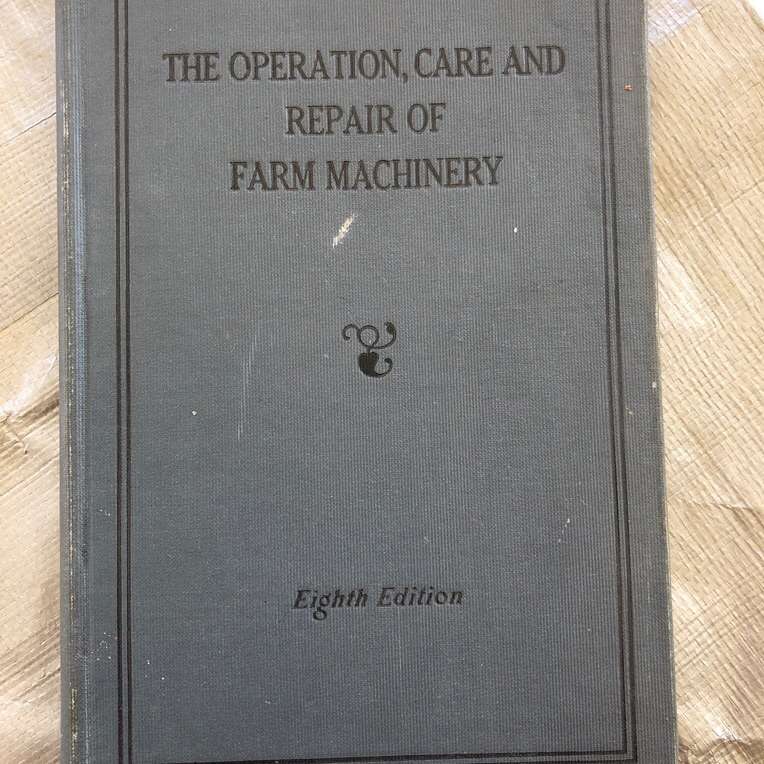 THE OPERATION, CARE AND
REPAIR OF
FARM MACHINERY
Eighth Edition